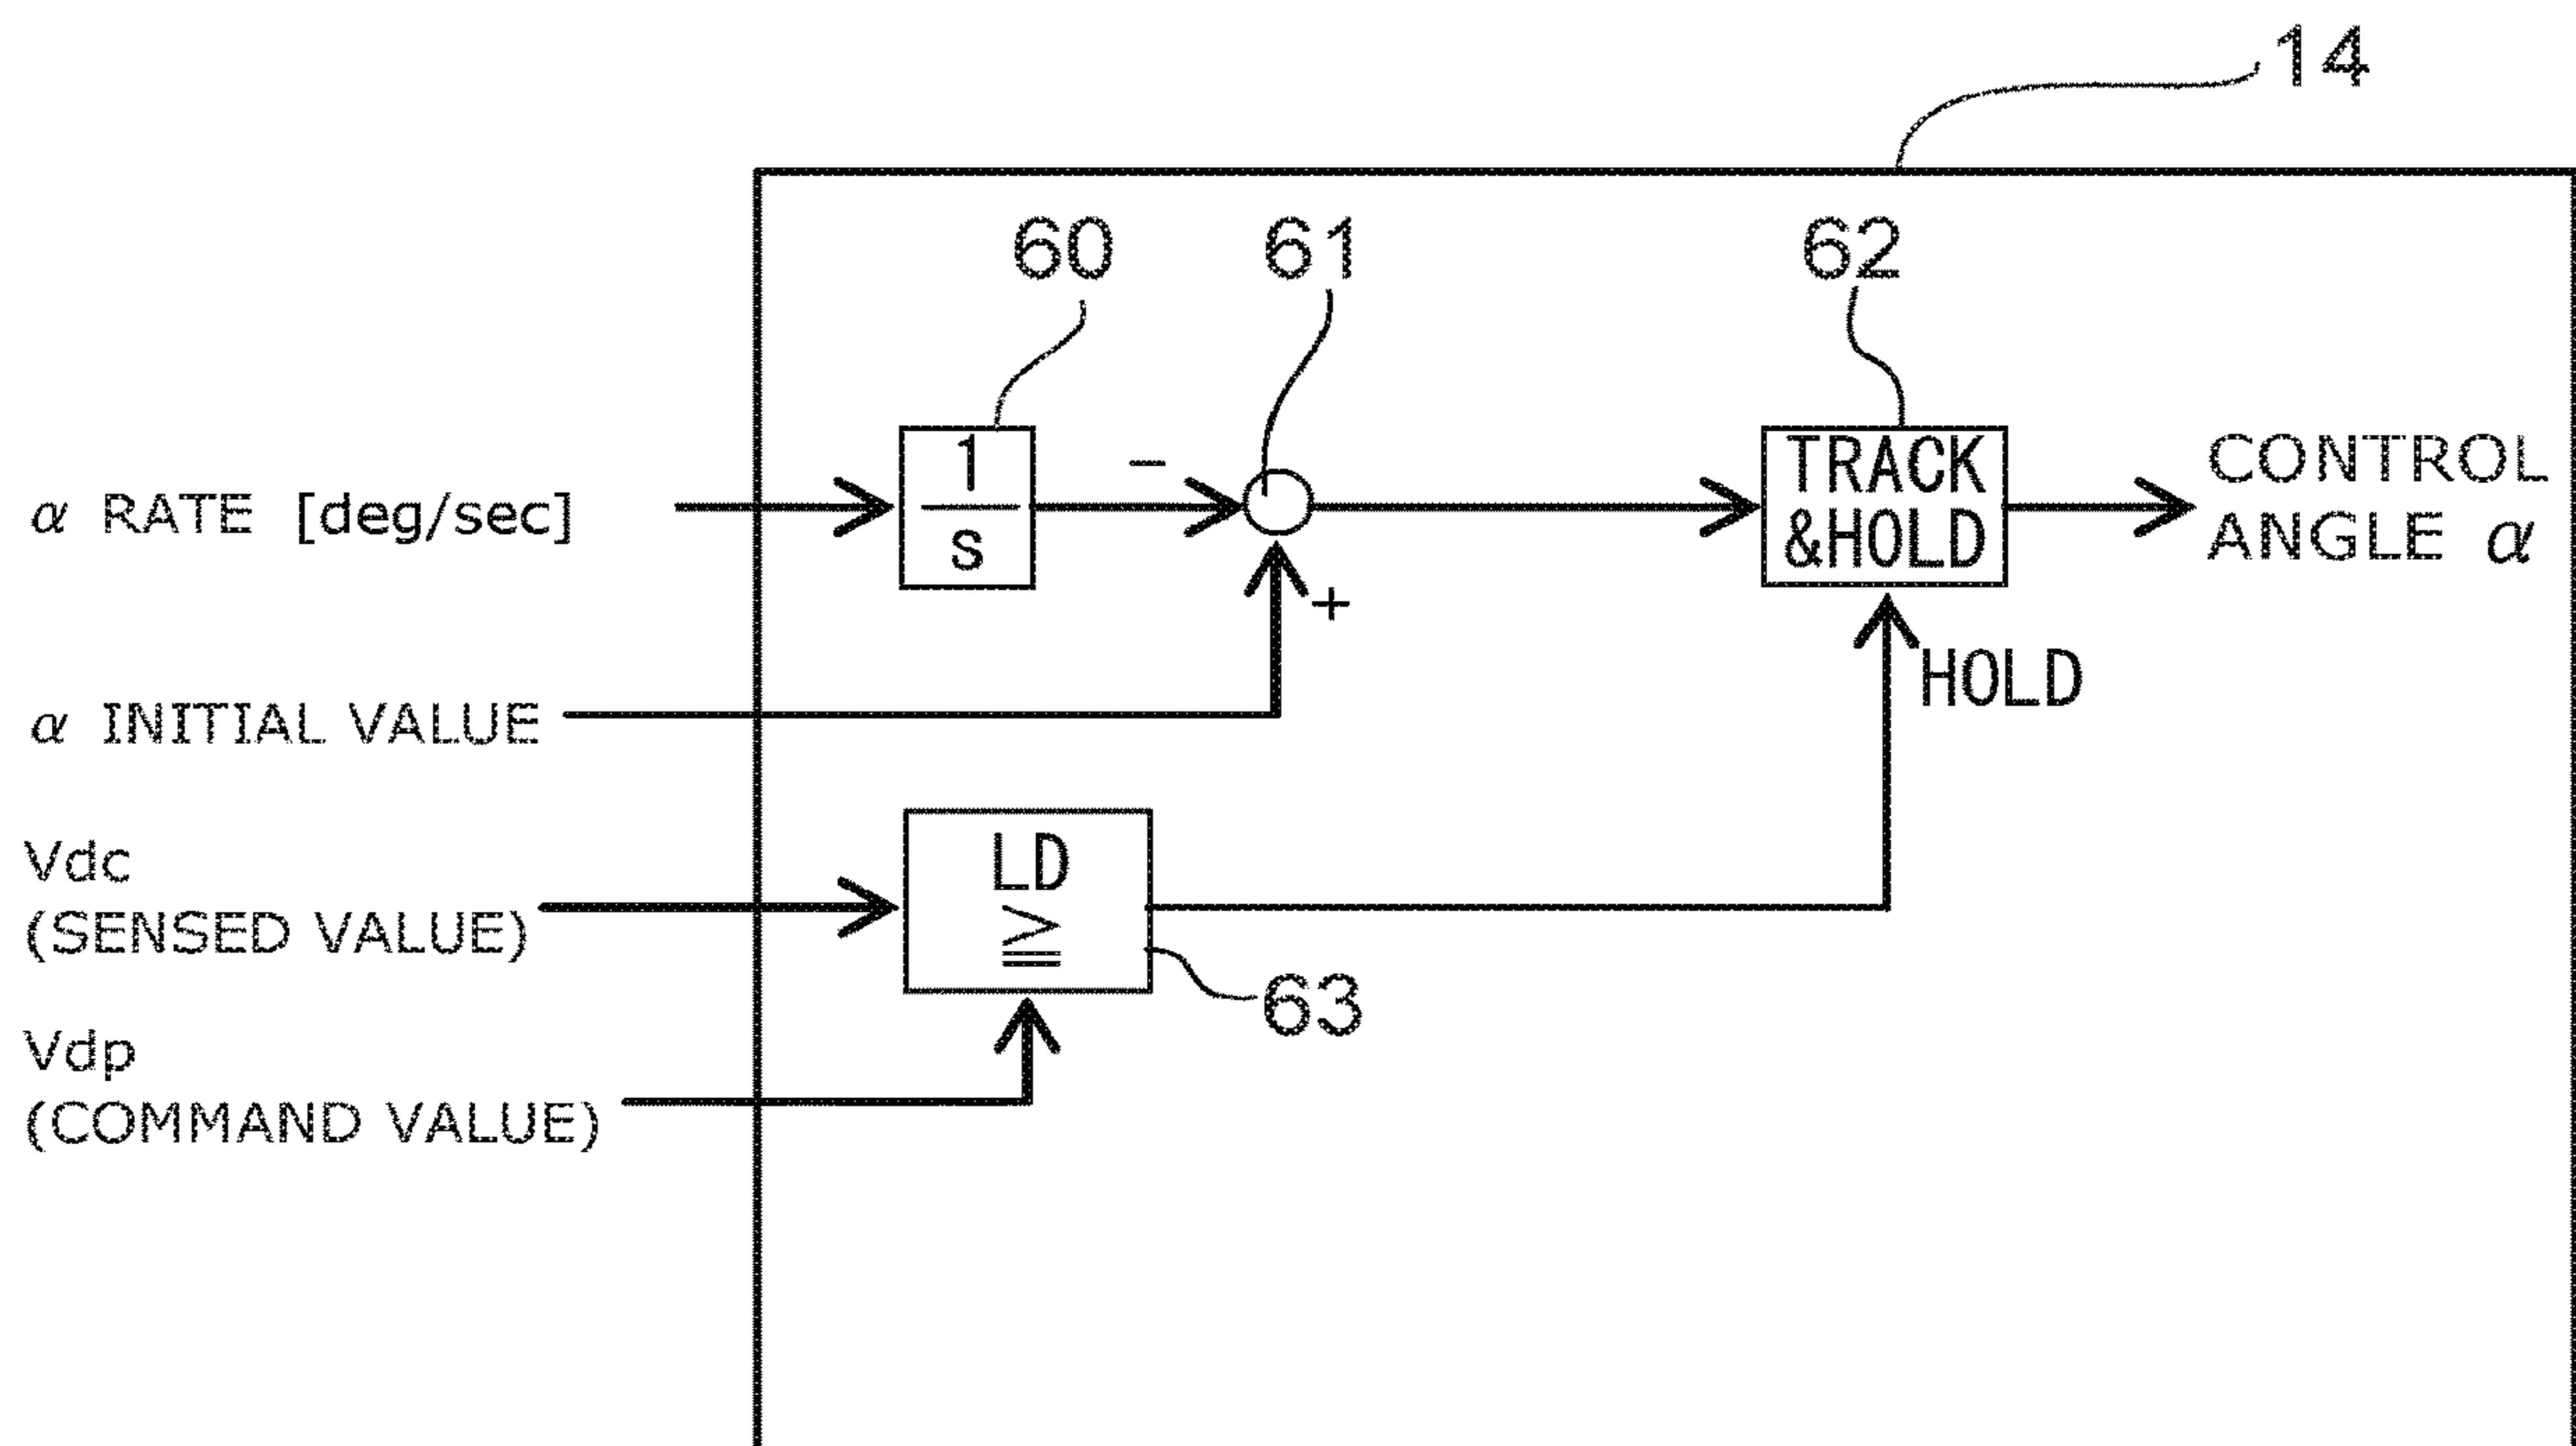 14
60
61
62
α RATE [deg/sec]
1
s
-
TRACK
&HOLD
CONTROL
ANGLE α
+
HOLD
α INITIAL VALUE
Vdc
(SENSED VALUE)
LD
≧
63
Vdp
(COMMAND VALUE)